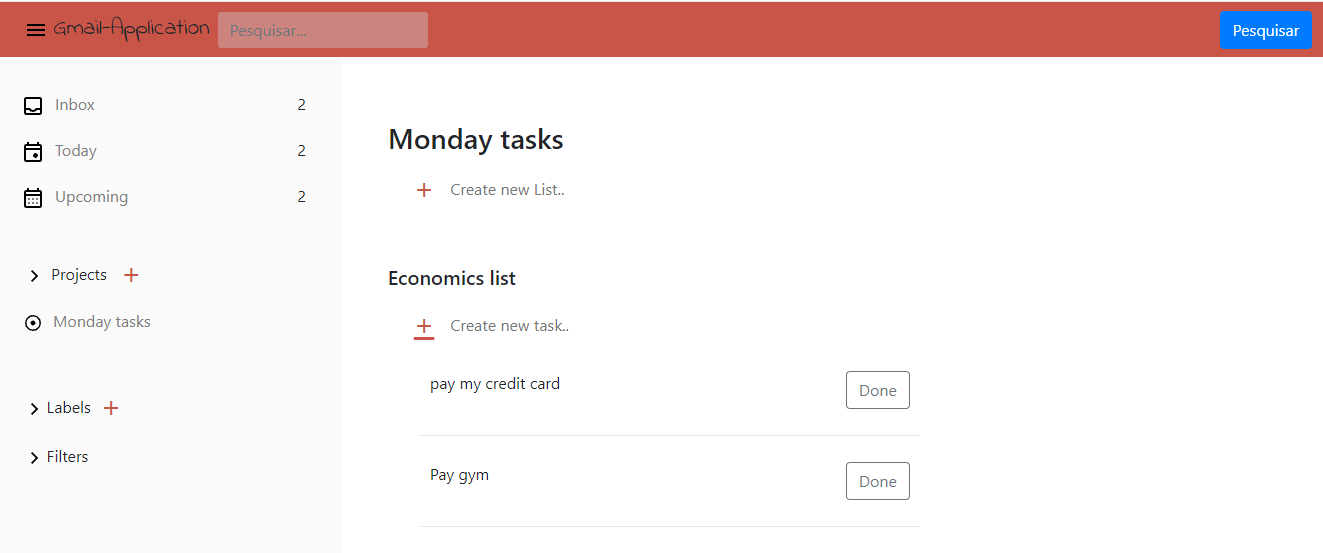 Gmail-Application Pesquisar... Pesquisar
Inbox 2
Today 2
Upcoming 2
Projects +
Monday tasks
Labels +
Filters
Monday tasks
+ Create new List..
Economics list
+ Create new task..
pay my credit card Done
Pay gym Done